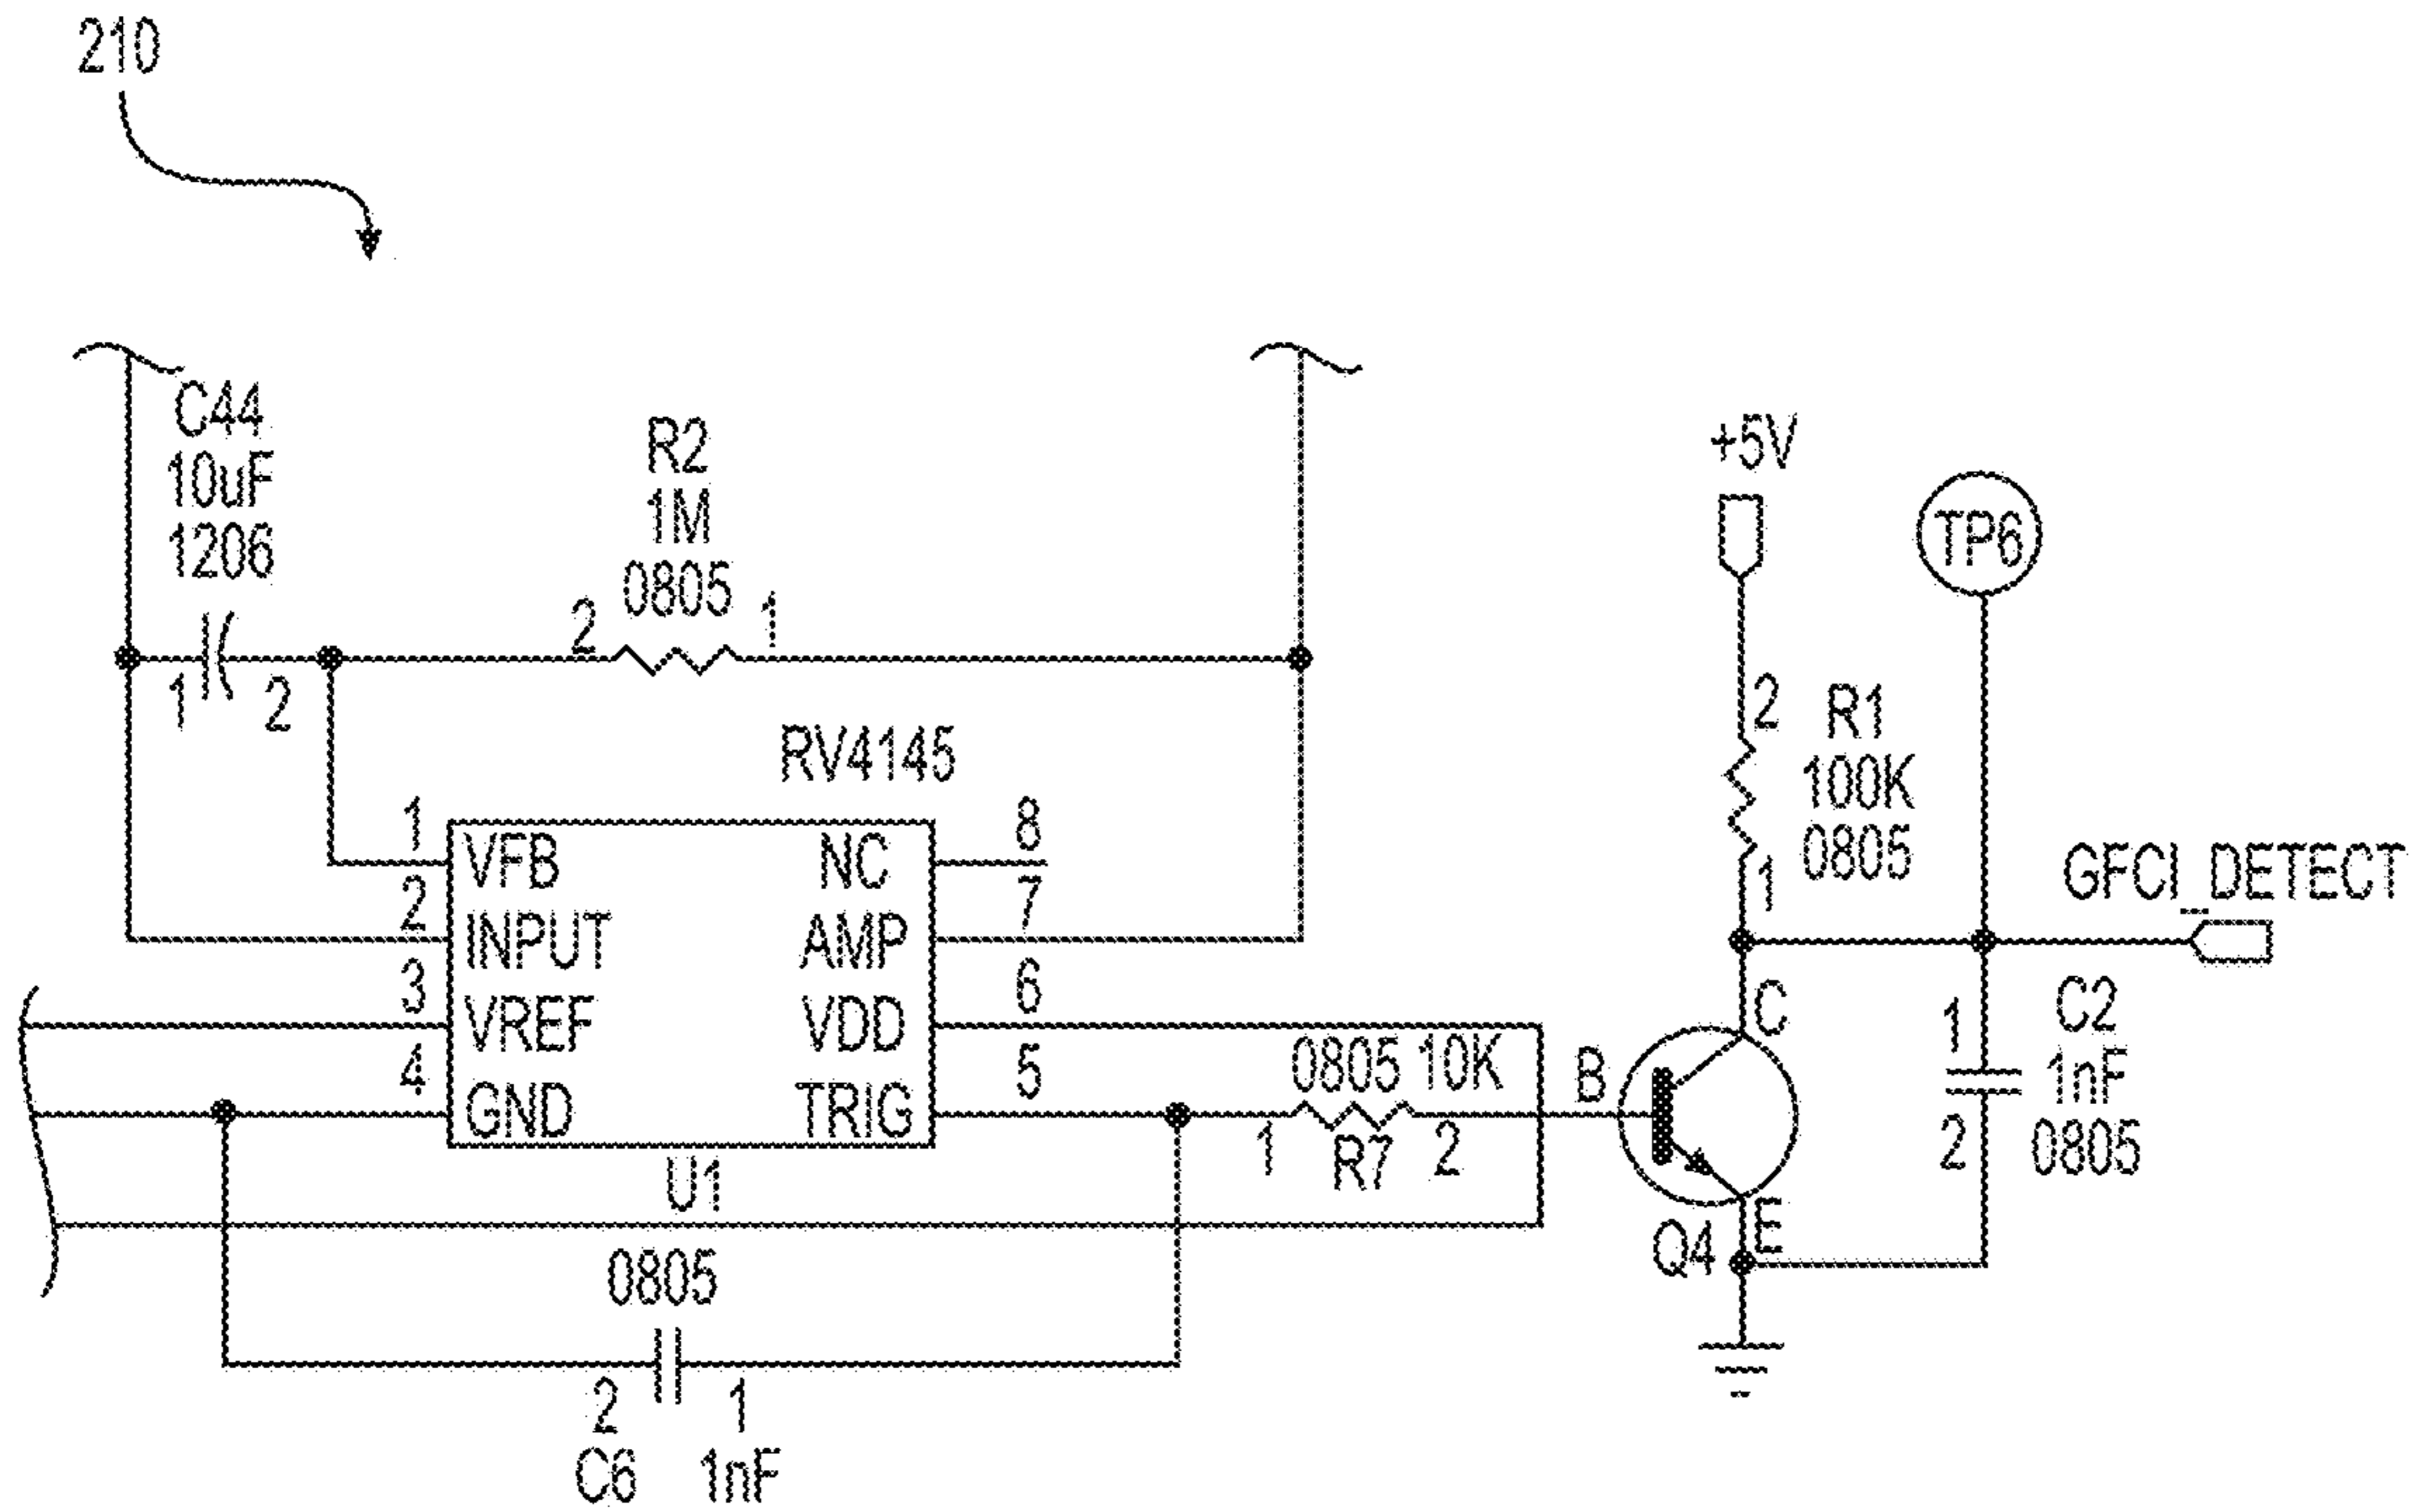 210
C44
10uF
1206
1
2
R2
1M
0805
2
1
RV4145
1
2
3
4
VFB
INPUT
VREF
GND
NC
AMP
VDD
TRIG
8
7
6
5
U1
0805
2
1
C6
1nF
0805 10K
1
R7
2
+5V
2
R1
100K
0805
1
TP6
GFCI_DETECT
B
C
E
Q4
1
2
C2
1nF
0805